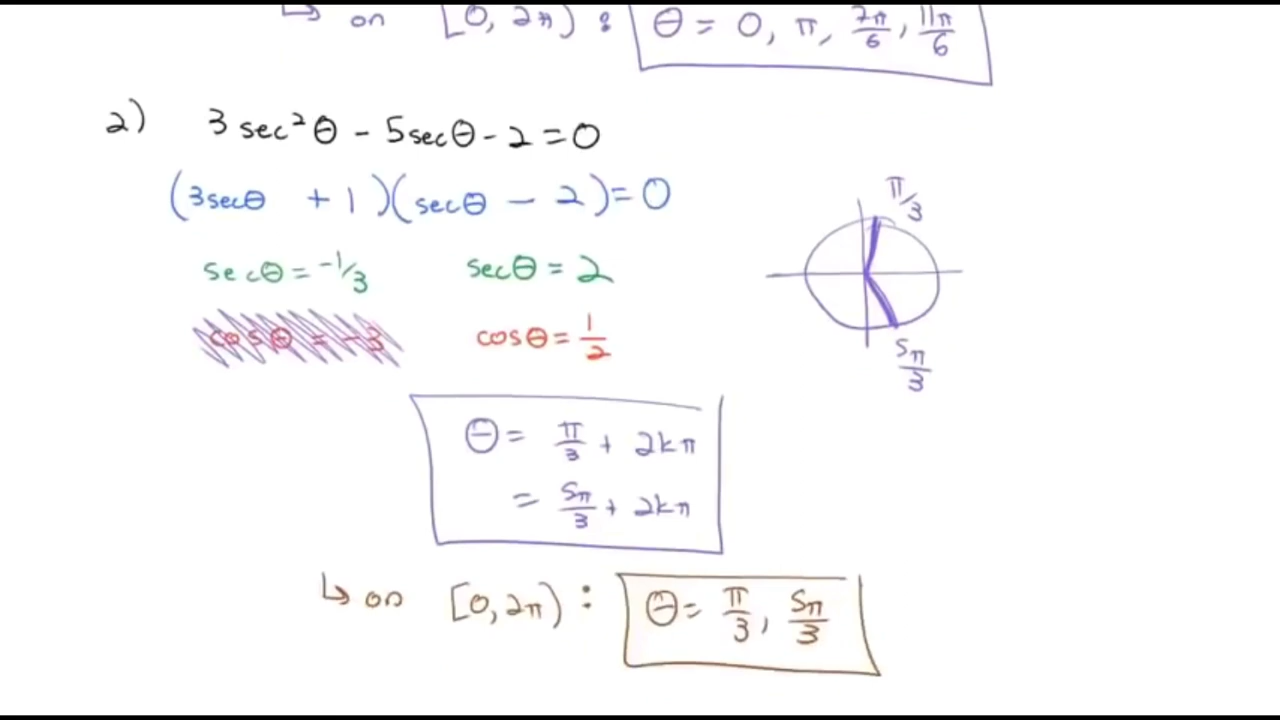 ↳ on [0, 2π) : θ = 0, π, 7π/6, 11π/6
2) 3 sec²θ - 5 secθ - 2 = 0
(3secθ + 1)(secθ - 2) = 0
π/3
secθ = -1/3 secθ = 2
cosθ = -3 cosθ = 1/2
5π/3
θ = π/3 + 2kπ
= 5π/3 + 2kπ
↳ on [0, 2π) : θ = π/3, 5π/3